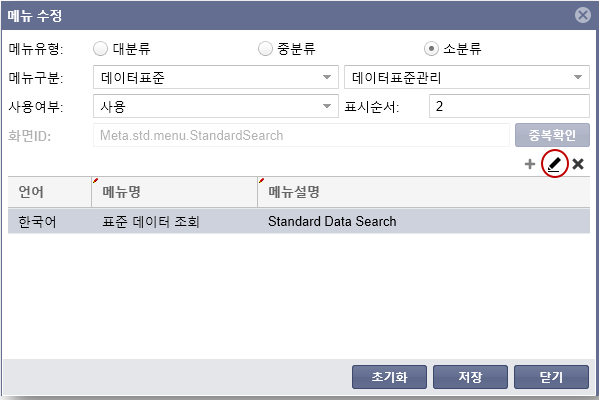 메뉴 수정
메뉴유형: 대분류 중분류 소분류
메뉴구분: 데이터표준 데이터표준관리
사용여부: 사용 표시순서: 2
화면ID: Meta.std.menu.StandardSearch 중복확인
언어 메뉴명 메뉴설명
한국어 표준 데이터 조회 Standard Data Search
초기화 저장 닫기